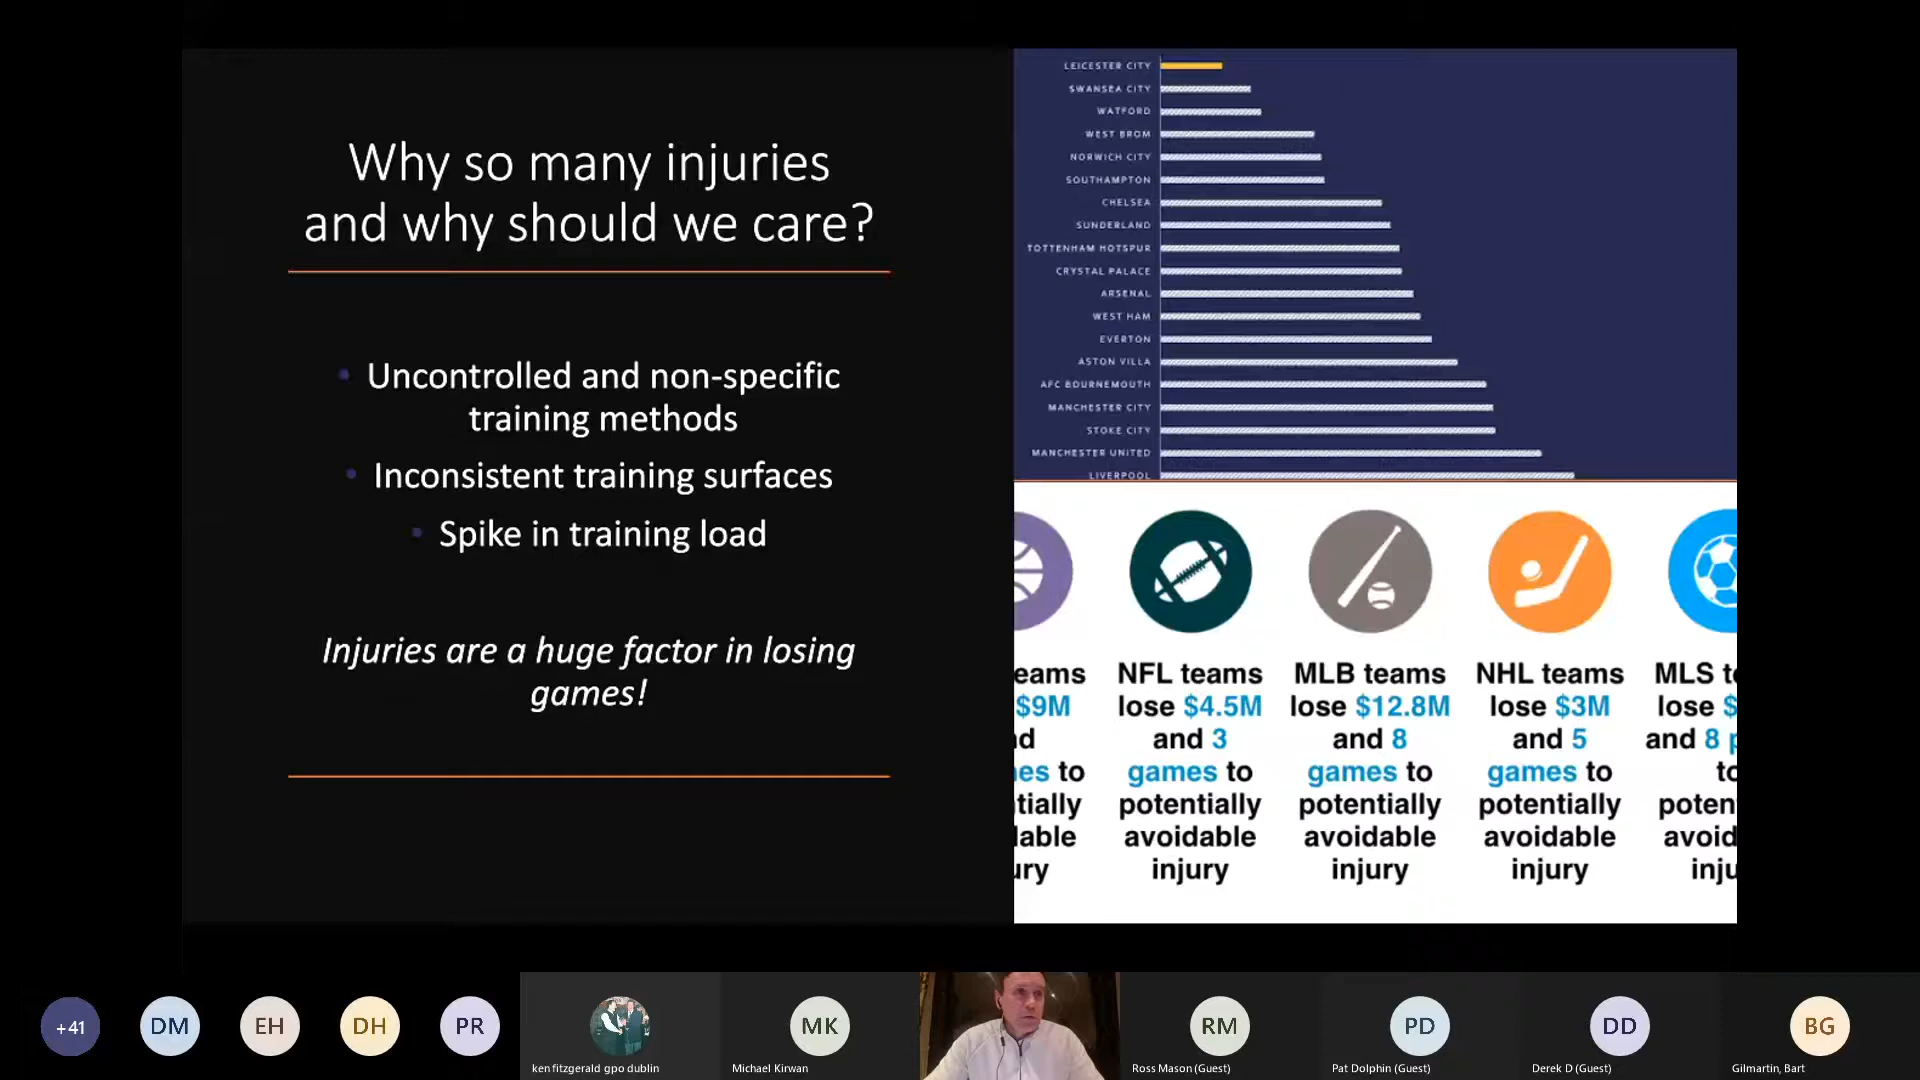 Why so many injuries
and why should we care?
Uncontrolled and non-specific
training methods
Inconsistent training surfaces
Spike in training load
Injuries are a huge factor in losing
games!
LEICESTER CITY
SWANSEA CITY
WATFORD
WEST BROM
NORWICH CITY
SOUTHAMPTON
CHELSEA
SUNDERLAND
TOTTENHAM HOTSPUR
CRYSTAL PALACE
ARSENAL
WEST HAM
EVERTON
ASTON VILLA
AFC BOURNEMOUTH
MANCHESTER CITY
STOKE CITY
MANCHESTER UNITED
LIVERPOOL
eams
$9M
to
NFL teams
lose $4.5M
and 3
games to
potentially
avoidable
injury
MLB teams
lose $12.8M
and 8
games to
potentially
avoidable
injury
NHL teams
lose $3M
and 5
games to
potentially
avoidable
injury
MLS t
lose $
and 8 p
to
poten
avoid
inju
+41
DM
EH
DH
PR
ken fitzgerald gpo dublin
MK
Michael Kirwan
RM
Ross Mason (Guest)
PD
Pat Dolphin (Guest)
DD
Derek D (Guest)
BG
Gilmartin, Bart